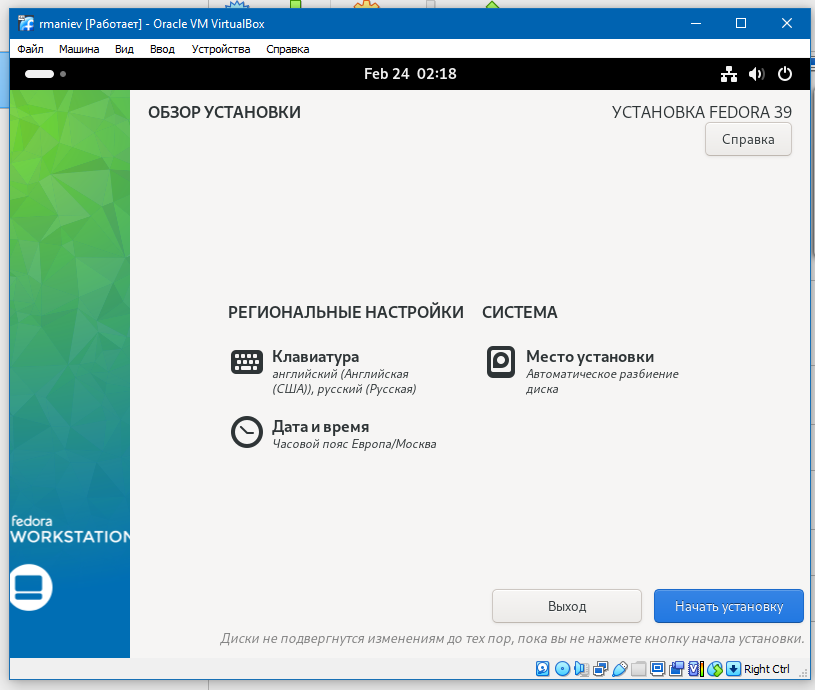 rmaniev [Работает] - Oracle VM VirtualBox
Файл Машина Вид Ввод Устройства Справка
Feb 24 02:18
ОБЗОР УСТАНОВКИ
УСТАНОВКА FEDORA 39
Справка
РЕГИОНАЛЬНЫЕ НАСТРОЙКИ
Клавиатура
английский (Английская
(США)), русский (Русская)
Дата и время
Часовой пояс Европа/Москва
СИСТЕМА
Место установки
Автоматическое разбиение
диска
fedora
WORKSTATION
Выход
Начать установку
Диски не подвергнутся изменениям до тех пор, пока вы не нажмете кнопку начала установки.
Right Ctrl